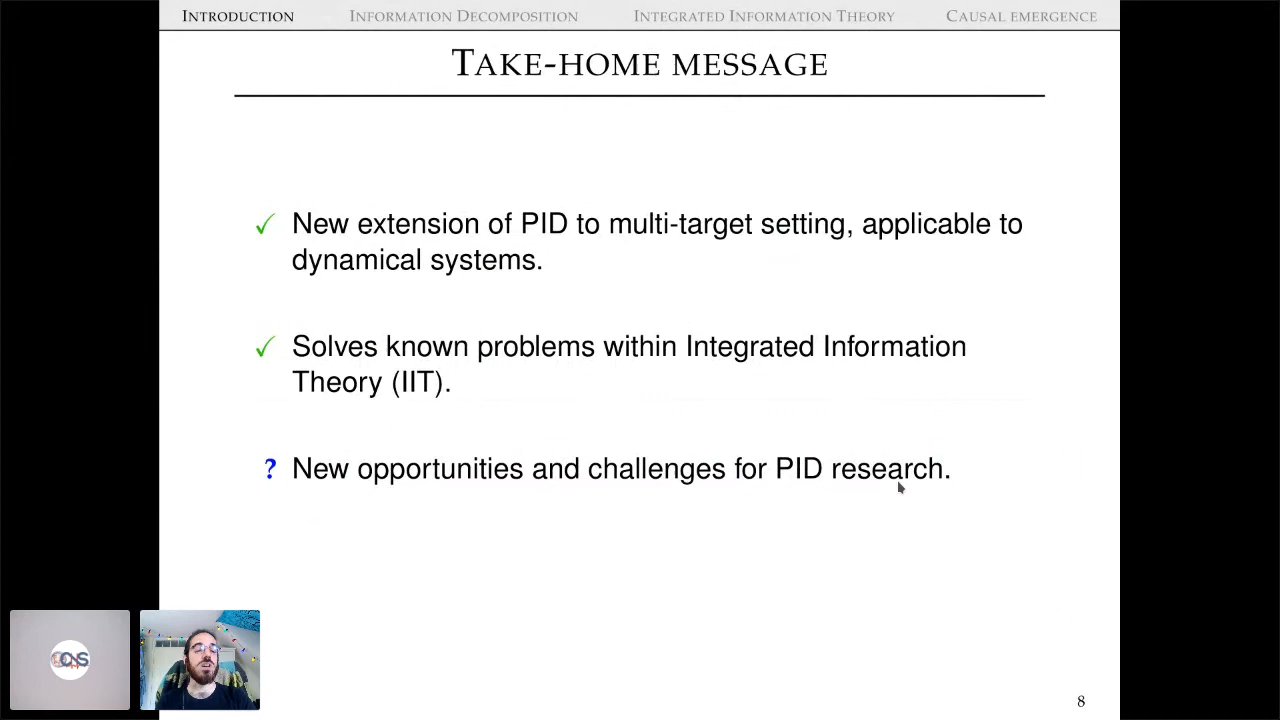 INTRODUCTION INFORMATION DECOMPOSITION INTEGRATED INFORMATION THEORY CAUSAL EMERGENCE
TAKE-HOME MESSAGE
✓ New extension of PID to multi-target setting, applicable to
dynamical systems.
✓ Solves known problems within Integrated Information
Theory (IIT).
? New opportunities and challenges for PID research.
8